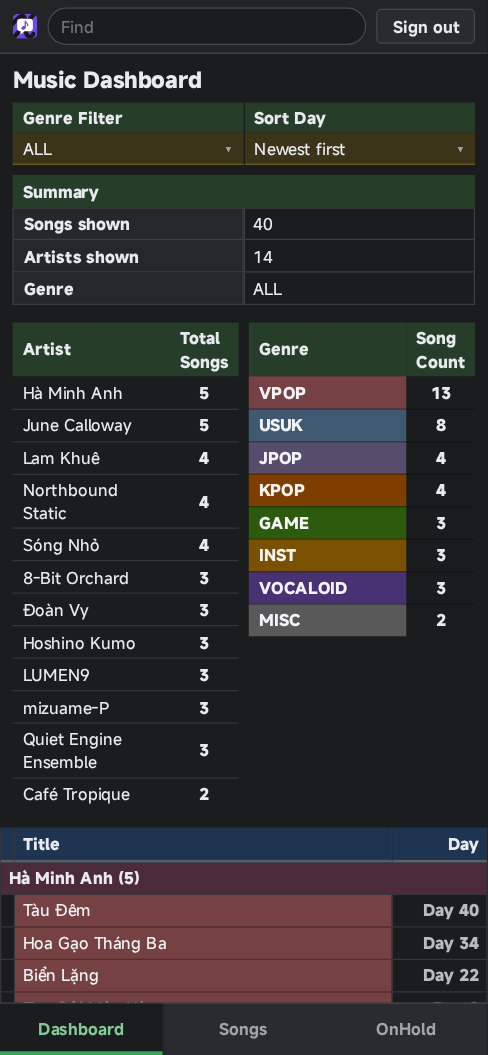 Find
Sign out
Music Dashboard
Genre Filter Sort Day
ALL Newest first
Summary
Songs shown 40
Artists shown 14
Genre ALL
Artist Total Songs
Hà Minh Anh 5
June Calloway 5
Lam Khuê 4
Northbound Static 4
Sóng Nhỏ 4
8-Bit Orchard 3
Đoàn Vy 3
Hoshino Kumo 3
LUMEN9 3
mizuame-P 3
Quiet Engine Ensemble 3
Café Tropique 2
Genre Song Count
VPOP 13
USUK 8
JPOP 4
KPOP 4
GAME 3
INST 3
VOCALOID 3
MISC 2
Title Day
Hà Minh Anh (5)
Tàu Đêm Day 40
Hoa Gạo Tháng Ba Day 34
Biển Lặng Day 22
Dashboard Songs OnHold